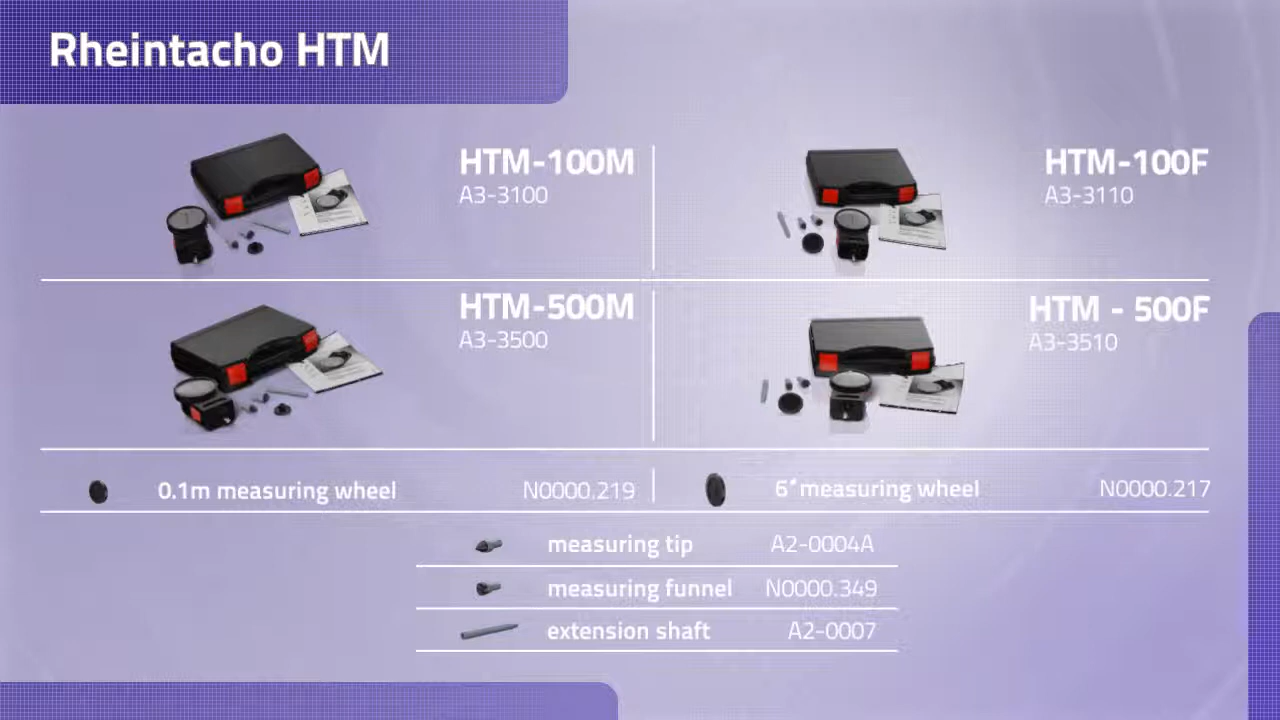 Rheintacho HTM
HTM-100M
A3-3100
HTM-100F
A3-3110
HTM-500M
A3-3500
HTM - 500F
A3-3510
0.1m measuring wheel N0000.219
6" measuring wheel N0000.217
measuring tip A2-0004A
measuring funnel N0000.349
extension shaft A2-0007